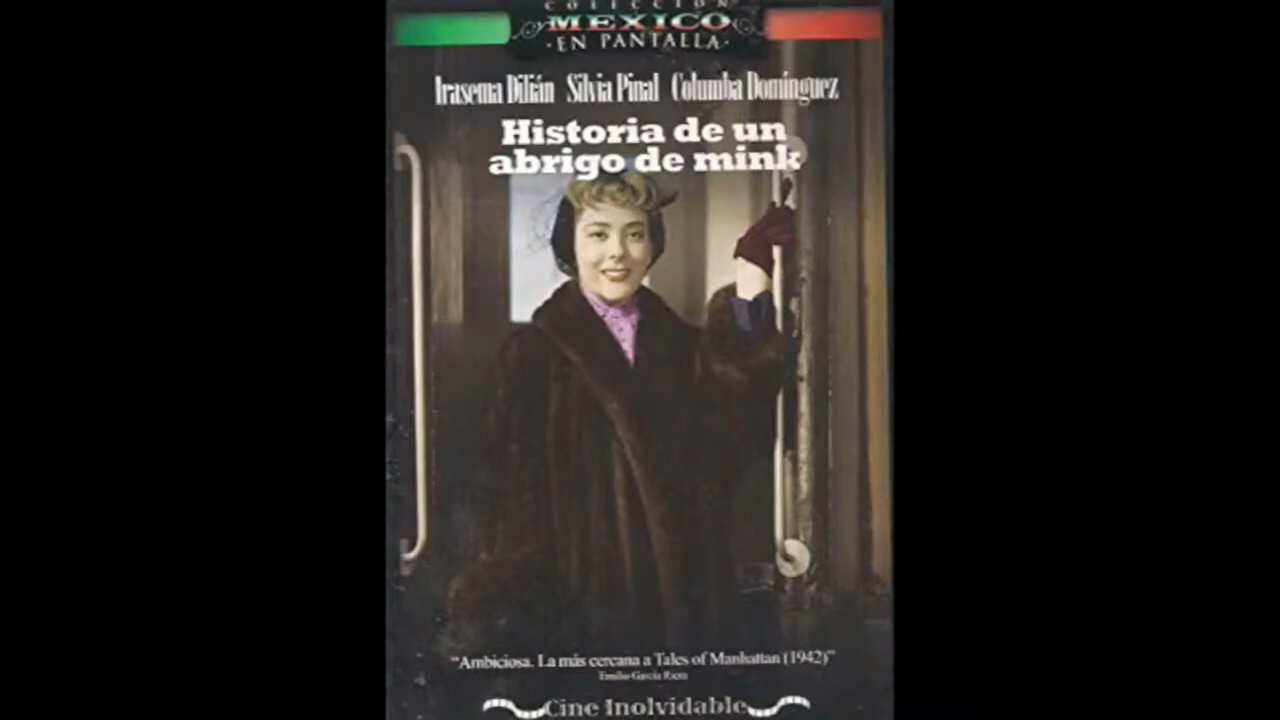 COLECCIÓN
MEXICO
·EN PANTALLA·
Irasema Dilián Silvia Pinal Columba Domínguez
Historia de un
abrigo de mink
“Ambiciosa. La más cercana a Tales of Manhattan (1942)”
Emilio García Riera
Cine Inolvidable